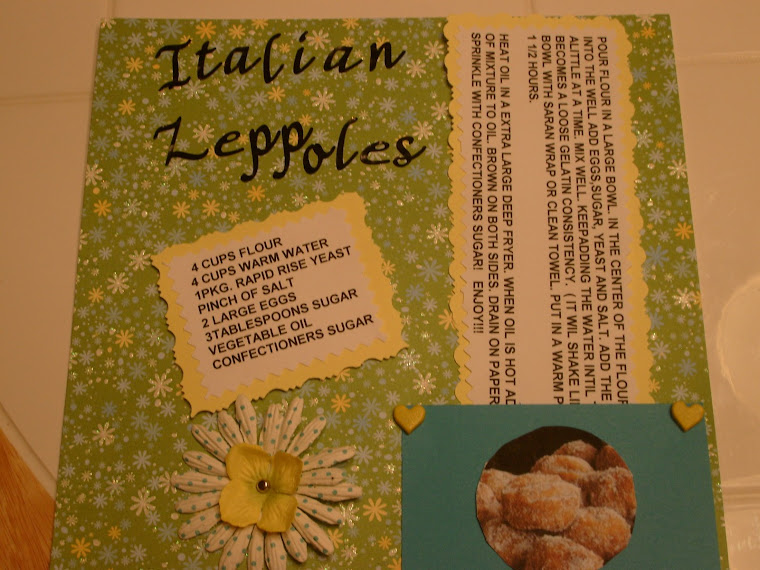 Italian
Zeppoles
4 CUPS FLOUR
4 CUPS WARM WATER
1PKG. RAPID RISE YEAST
PINCH OF SALT
2 LARGE EGGS
3TABLESPOONS SUGAR
VEGETABLE OIL
CONFECTIONERS SUGAR
POUR FLOUR IN A LARGE BOWL. IN THE CENTER OF THE FLOUR
INTO THE WELL ADD EGGS,SUGAR, YEAST AND SALT. ADD THE
ALITTLE AT A TIME. MIX WELL. KEEPADDING THE WATER INTIL
BECOMES A LOOSE GELATIN CONSISTENCY. ( IT WIL SHAKE
BOWL WITH SARAN WRAP OR CLEAN TOWEL. PUT IN A WARM
1 1/2 HOURS.
HEAT OIL IN A EXTRA LARGE DEEP FRYER. WHEN OIL IS HOT
OF MIXTURE TO OIL. BROWN ON BOTH SIDES. DRAIN ON PAPER
SPRINKLE WITH CONFECTIONERS SUGAR! ENJOY!!!